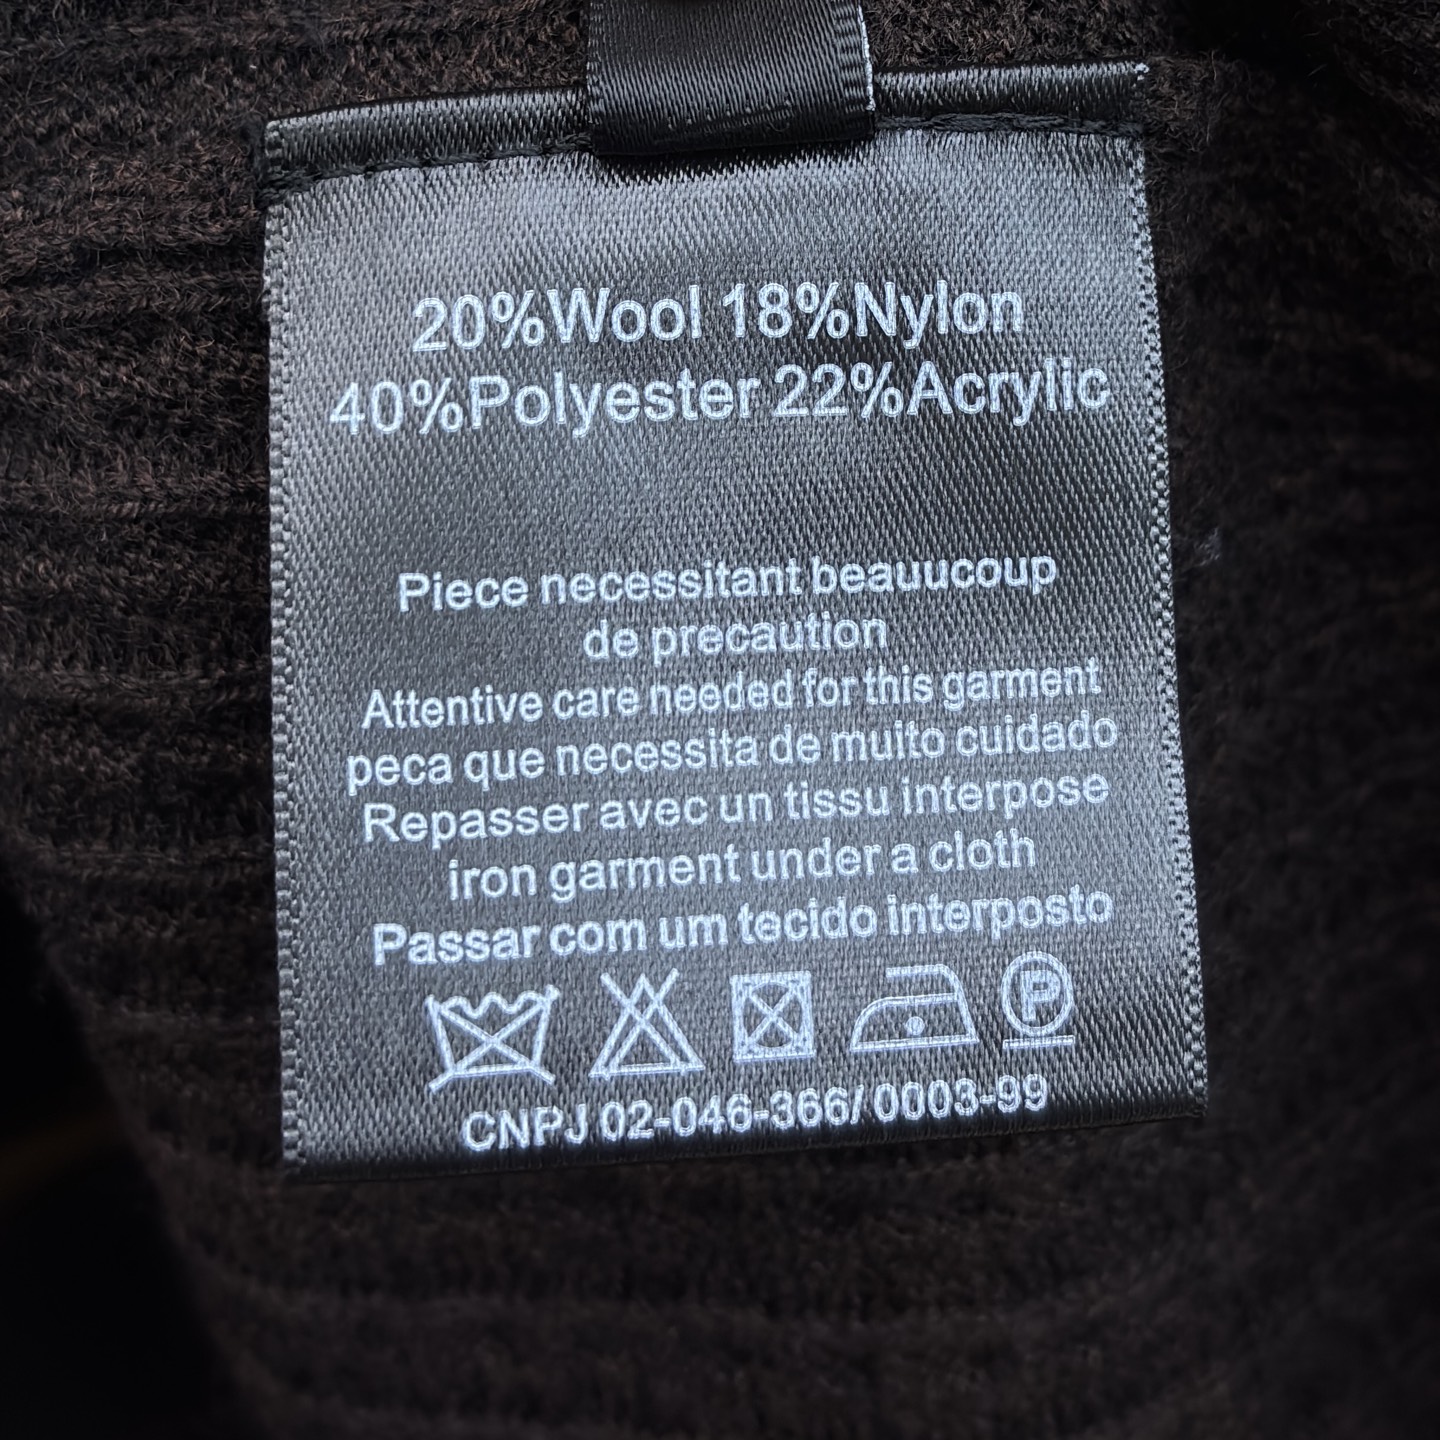 20%Wool 18%Nylon
40%Polyester 22%Acrylic
Piece necessitant beauucoup
de precaution
Attentive care needed for this garment
peca que necessita de muito cuidado
Repasser avec un tissu interpose
iron garment under a cloth
Passar com um tecido interposto
P
CNPJ 02-046-366/ 0003-99